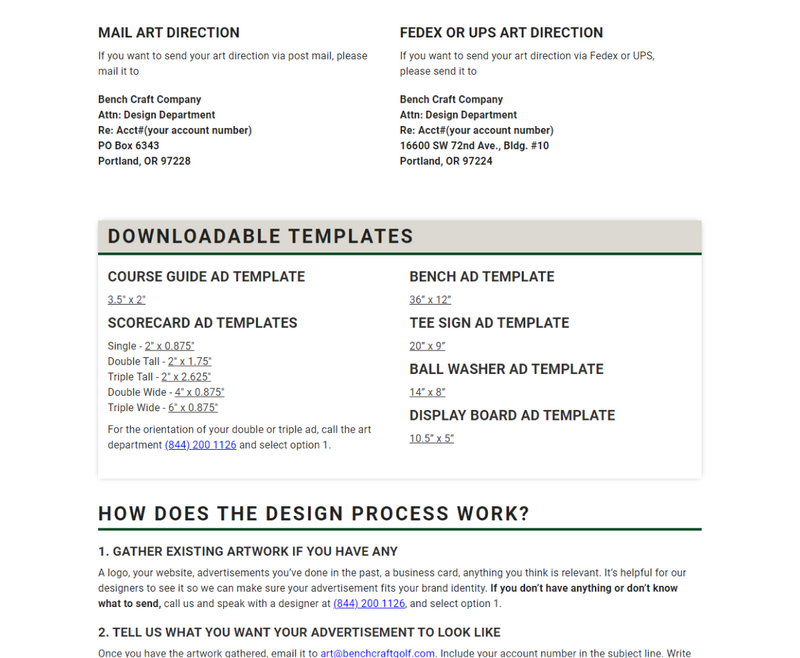 MAIL ART DIRECTION
If you want to send your art direction via post mail, please
mail it to
Bench Craft Company
Attn: Design Department
Re: Acct#(your account number)
PO Box 6343
Portland, OR 97228
FEDEX OR UPS ART DIRECTION
If you want to send your art direction via Fedex or UPS,
please send it to
Bench Craft Company
Attn: Design Department
Re: Acct#(your account number)
16600 SW 72nd Ave., Bldg. #10
Portland, OR 97224
DOWNLOADABLE TEMPLATES
COURSE GUIDE AD TEMPLATE
3.5" x 2"
SCORECARD AD TEMPLATES
Single - 2" x 0.875"
Double Tall - 2" x 1.75"
Triple Tall - 2" x 2.625"
Double Wide - 4" x 0.875"
Triple Wide - 6" x 0.875"
For the orientation of your double or triple ad, call the art
department (844) 200 1126 and select option 1.
BENCH AD TEMPLATE
36” x 12”
TEE SIGN AD TEMPLATE
20” x 9”
BALL WASHER AD TEMPLATE
14” x 8”
DISPLAY BOARD AD TEMPLATE
10.5” x 5”
HOW DOES THE DESIGN PROCESS WORK?
1. GATHER EXISTING ARTWORK IF YOU HAVE ANY
A logo, your website, advertisements you’ve done in the past, a business card, anything you think is relevant. It’s helpful for our
designers to see it so we can make sure your advertisement fits your brand identity. If you don’t have anything or don’t know
what to send, call us and speak with a designer at (844) 200 1126, and select option 1.
2. TELL US WHAT YOU WANT YOUR ADVERTISEMENT TO LOOK LIKE
Once you have the artwork gathered, email it to art@benchcraftgolf.com. Include your account number in the subject line. Write